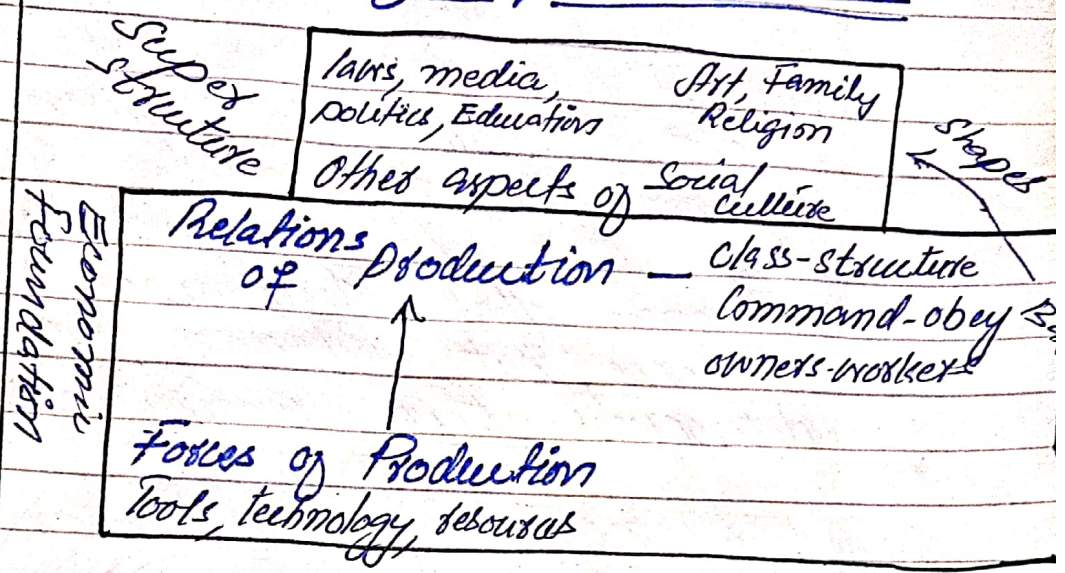 Super
structure
laws, media, Art, Family
politics, Education Religion
Other aspects of Social
culture
Shapes
Economic
foundation
Relations
of Production — Class-structure
Command-obey
owners-workers
Forces of Production
Tools, technology, resources